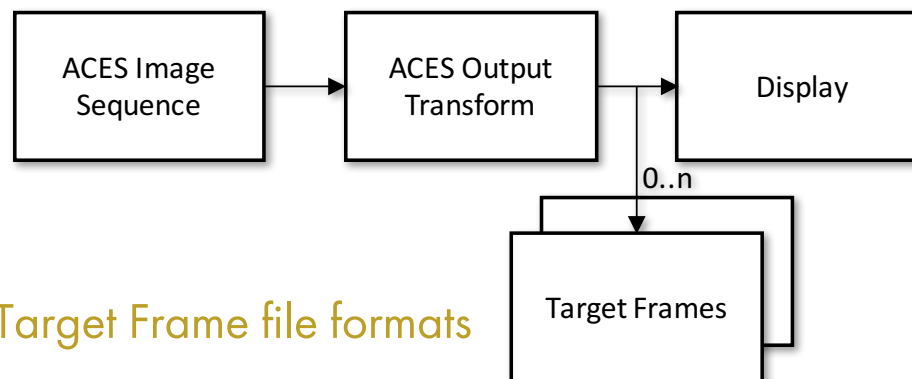 ACES Image
Sequence
ACES Output
Transform
Display
0..n
Target Frames
Target Frame file formats